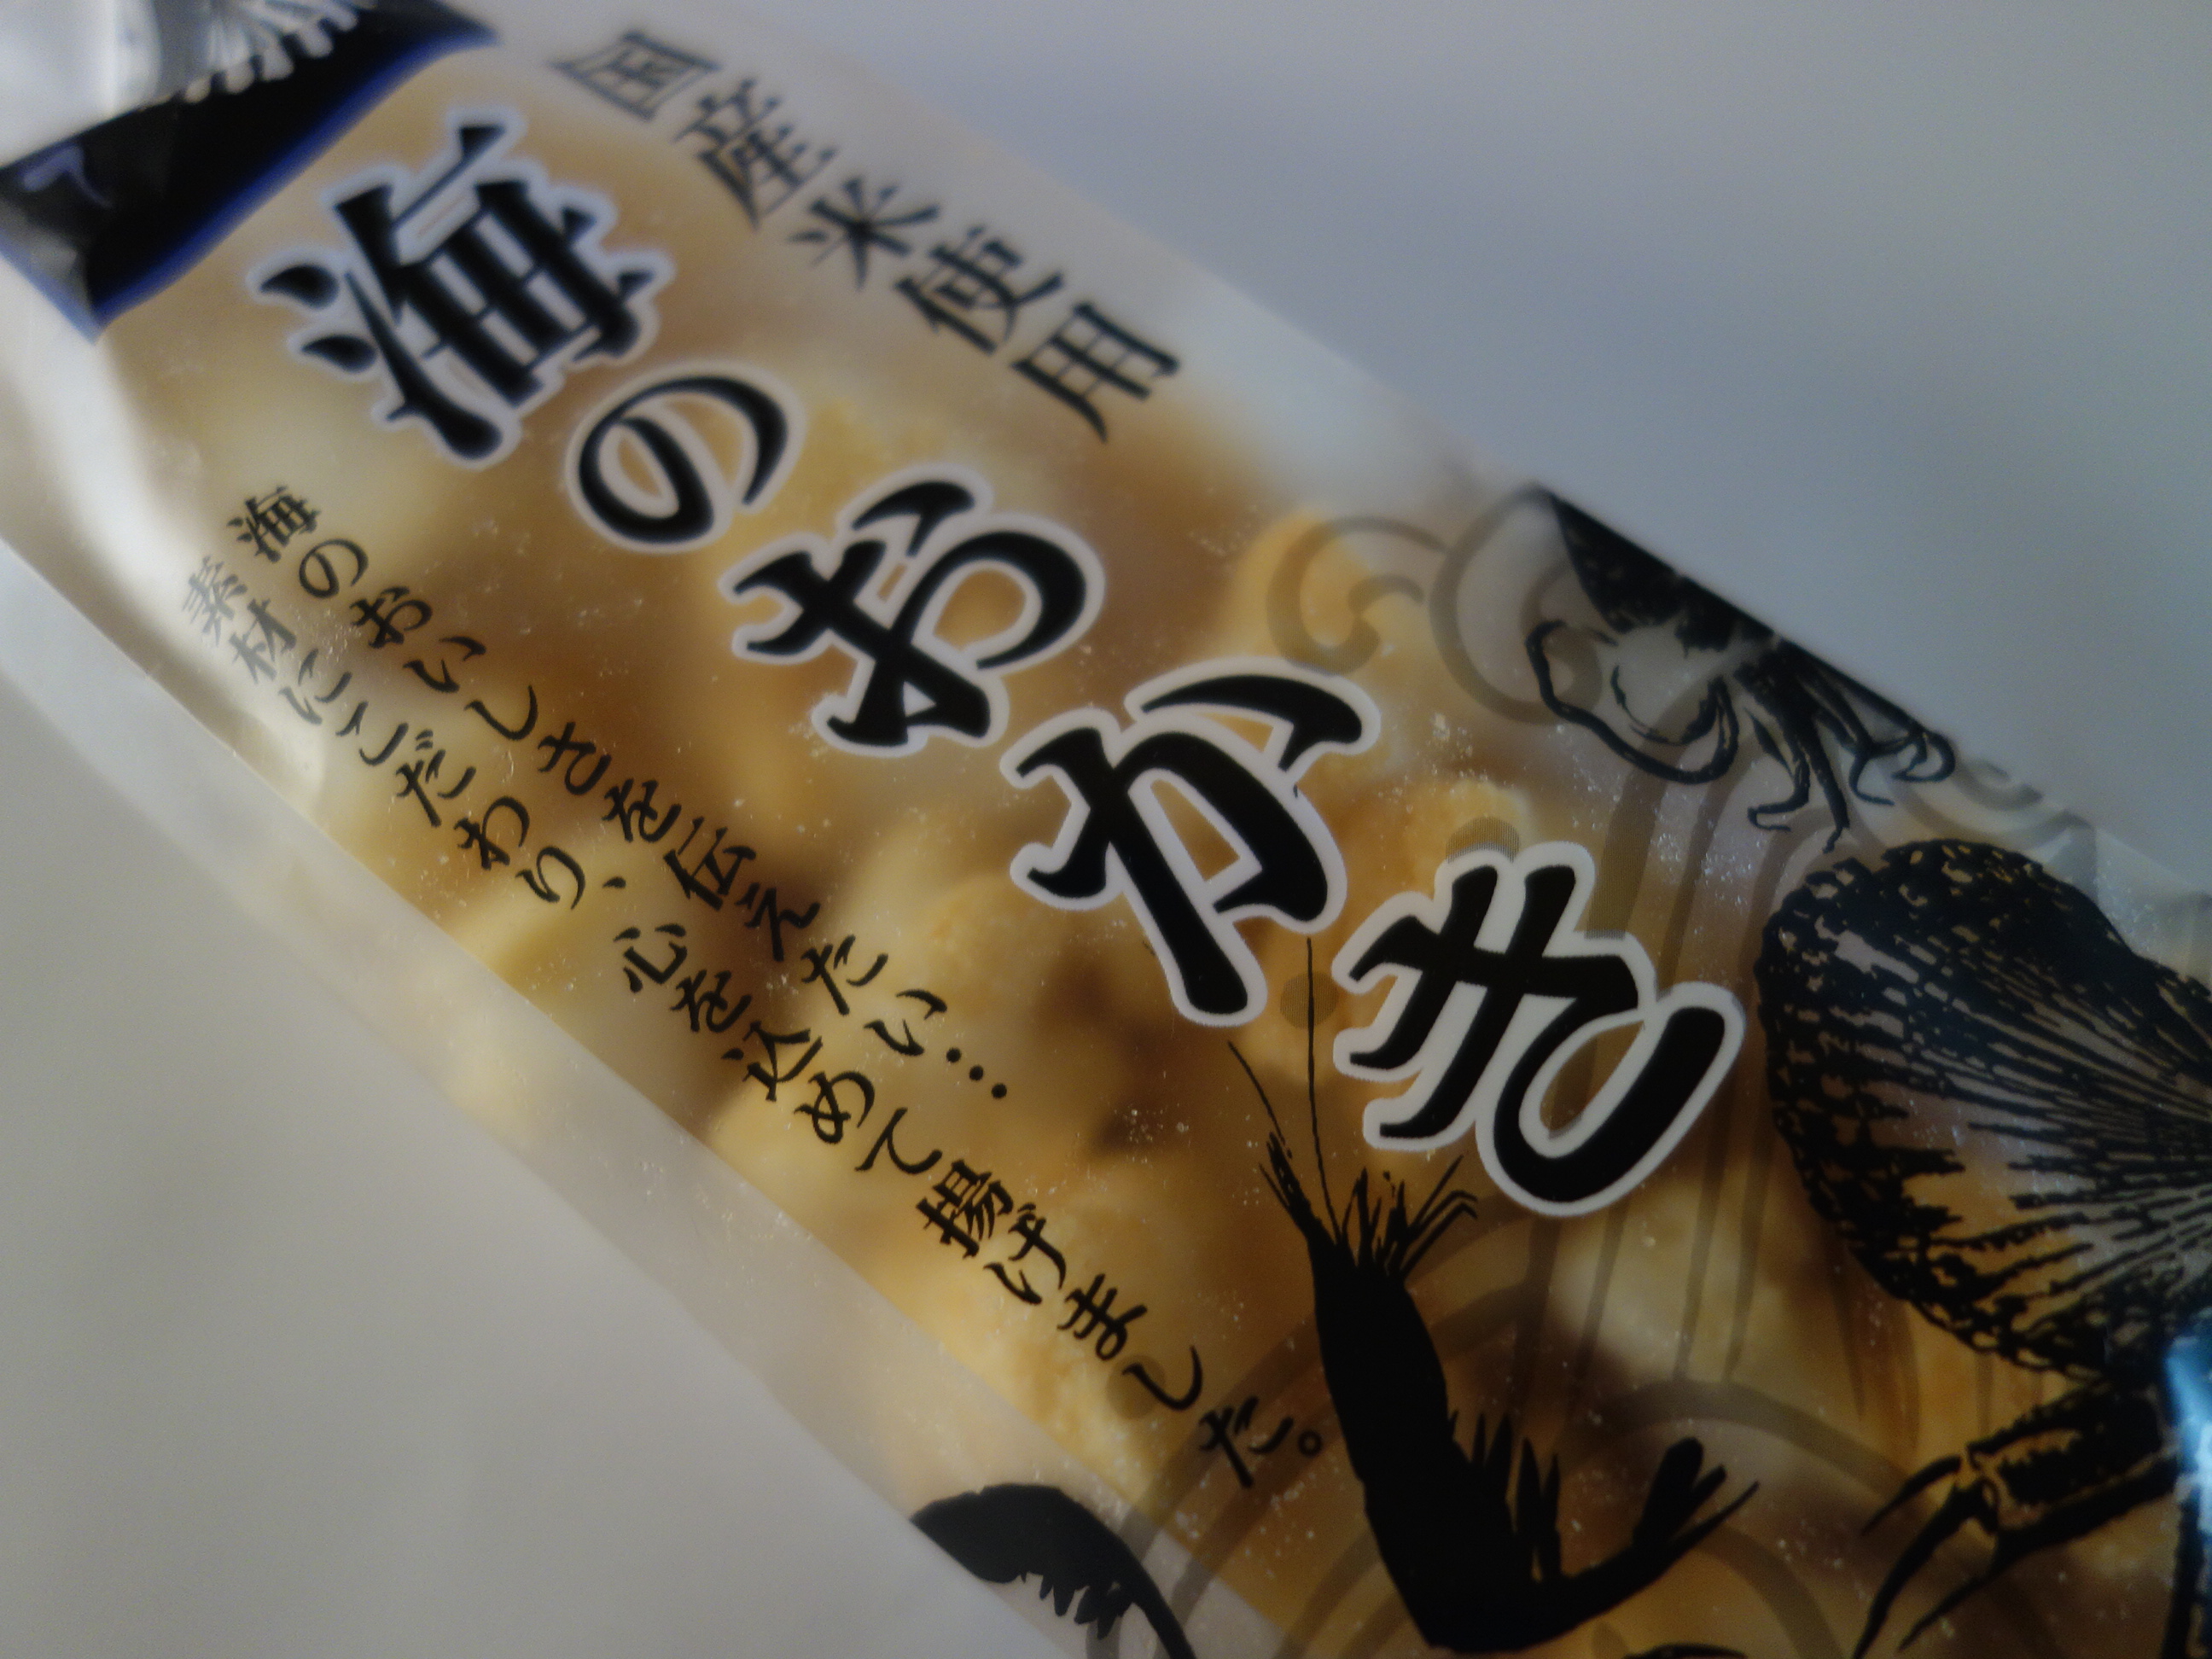 国産米使用
海のおかき
海のおいしさを伝えたい…
素材にこだわり、心を込めて揚げました。